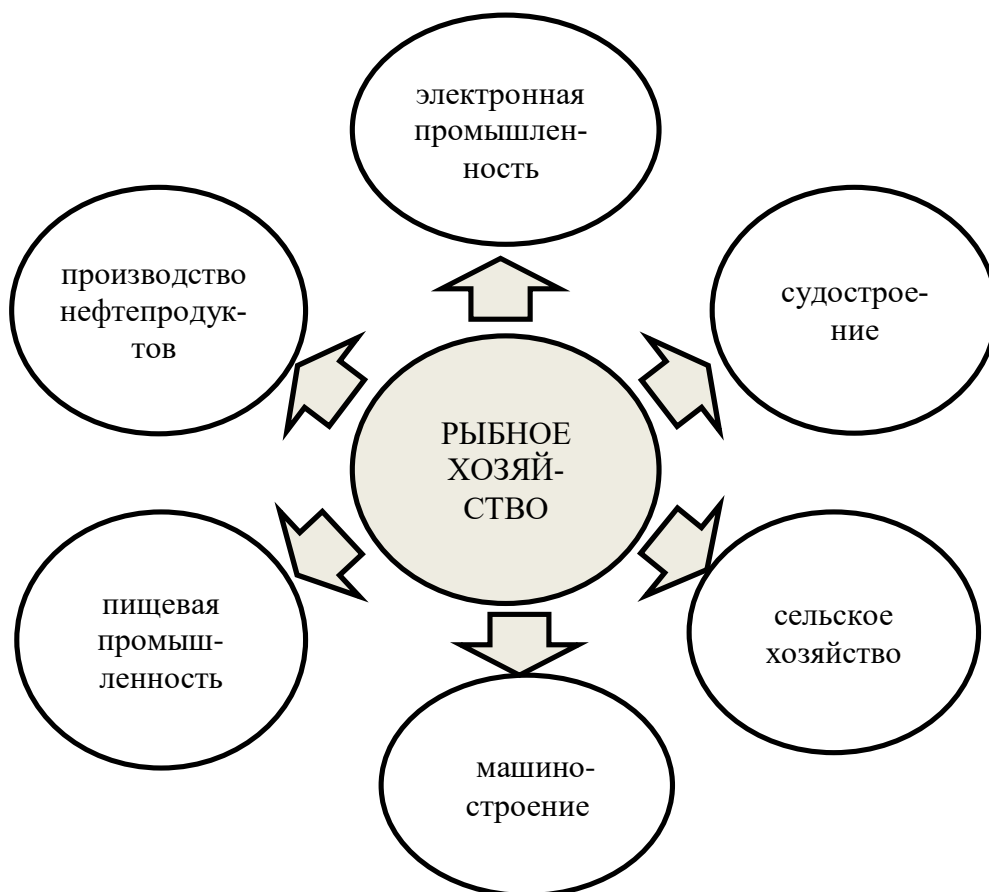 электронная
промышлен-
ность
производство
нефтепродук-
тов
судострое-
ние
РЫБНОЕ
ХОЗЯЙ-
СТВО
пищевая
промыш-
ленность
сельское
хозяйство
машино-
строение